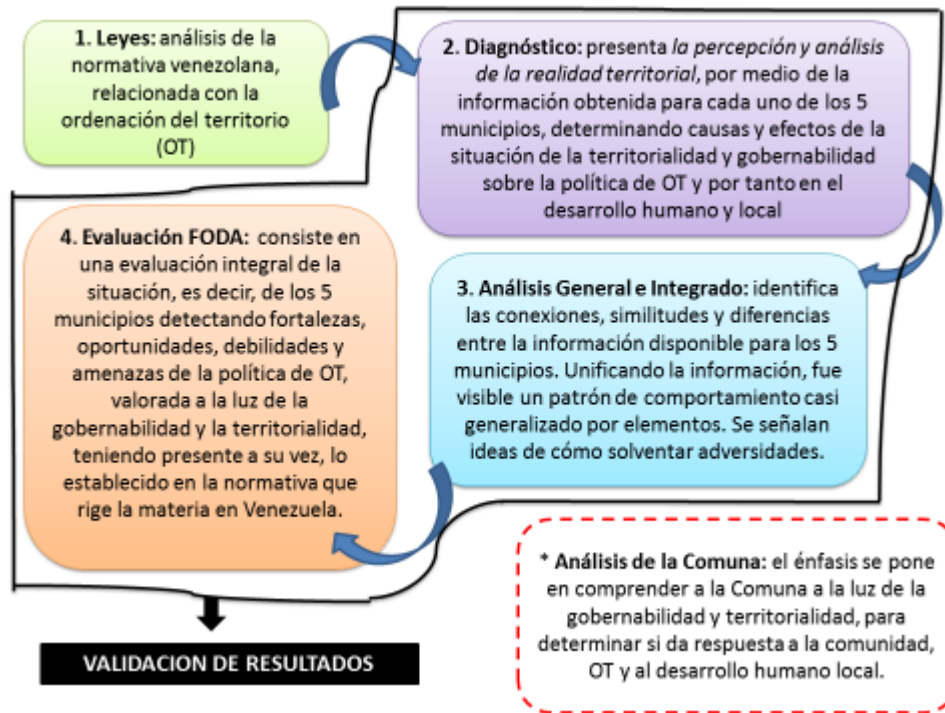 1. Leyes: análisis de la
normativa venezolana,
relacionada con la
ordenación del territorio
(OT)
2. Diagnóstico: presenta la percepción y análisis
de la realidad territorial, por medio de la
información obtenida para cada uno de los 5
municipios, determinando causas y efectos de la
situación de la territorialidad y gobernabilidad
sobre la política de OT y por tanto en el
desarrollo humano y local
3. Análisis General e Integrado: identifica
las conexiones, similitudes y diferencias
entre la información disponible para los 5
municipios. Unificando la información, fue
visible un patrón de comportamiento casi
generalizado por elementos. Se señalan
ideas de cómo solventar adversidades.
4. Evaluación FODA: consiste en
una evaluación integral de la
situación, es decir, de los 5
municipios detectando fortalezas,
oportunidades, debilidades y
amenazas de la política de OT,
valorada a la luz de la
gobernabilidad y la territorialidad,
teniendo presente a su vez, lo
establecido en la normativa que
rige la materia en Venezuela.
* Análisis de la Comuna: el énfasis se pone
en comprender a la Comuna a la luz de la
gobernabilidad y territorialidad, para
determinar si da respuesta a la comunidad,
OT y al desarrollo humano local.
VALIDACION DE RESULTADOS